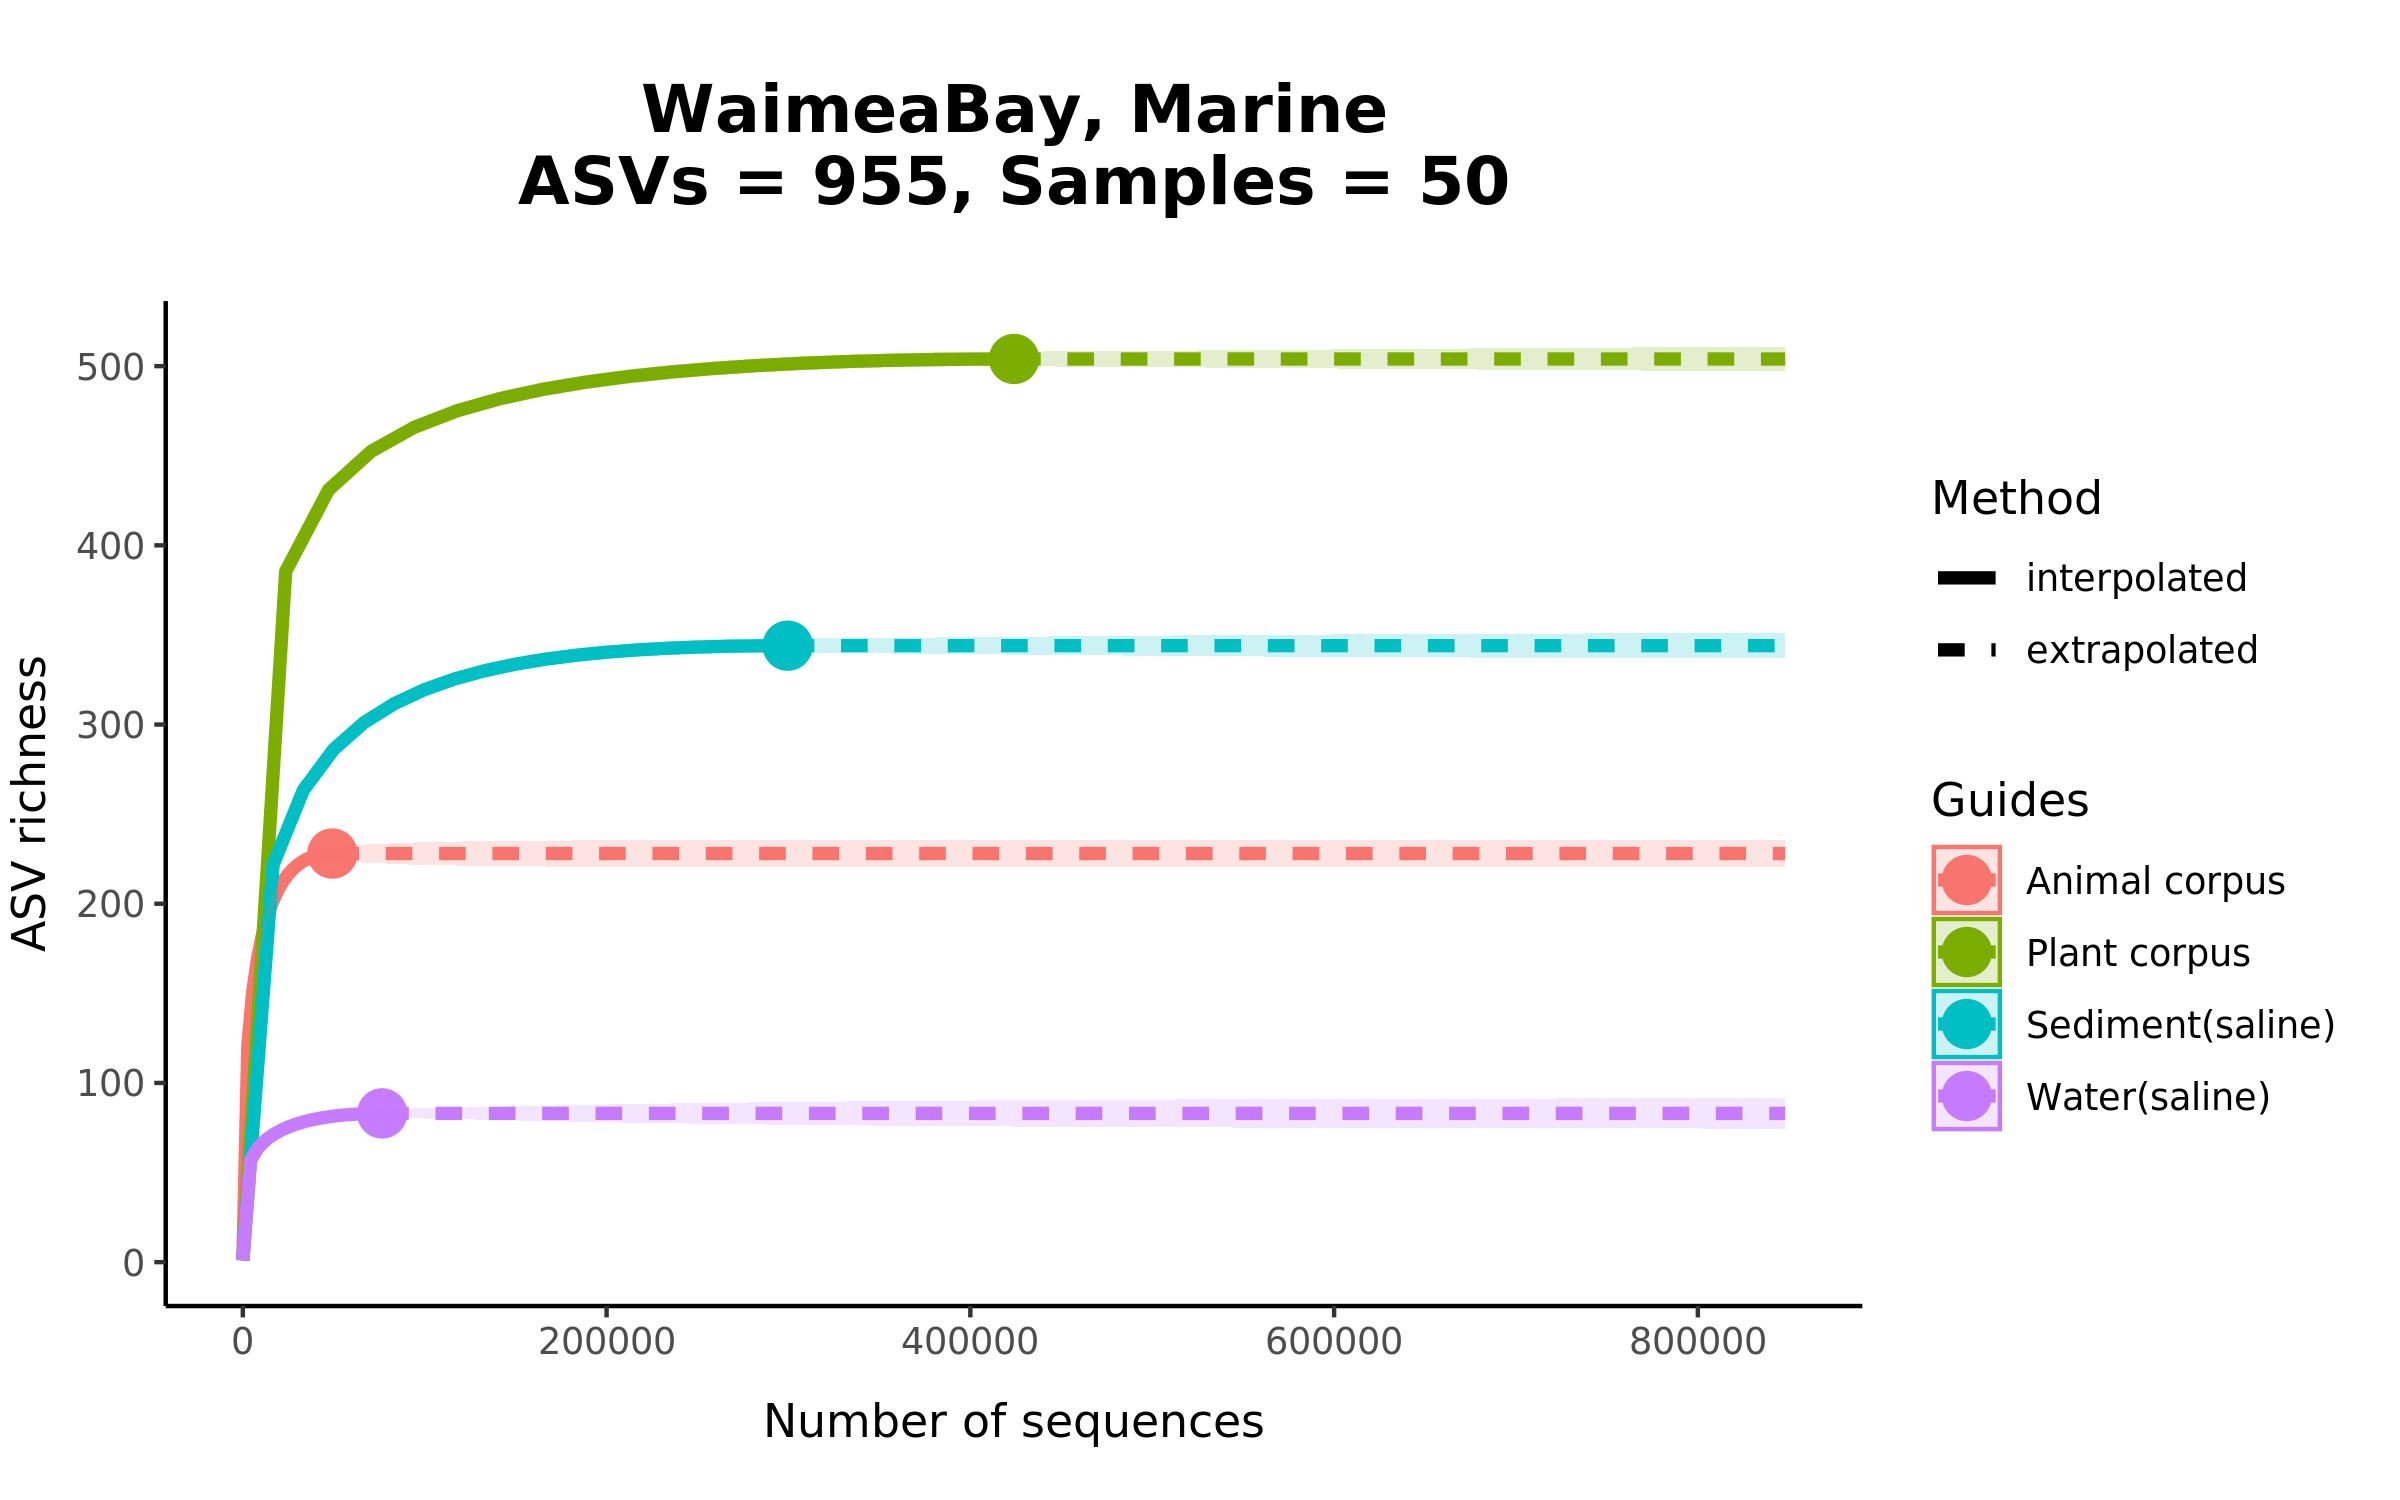 WaimeaBay, Marine
ASVs = 955, Samples = 50
ASV richness
500
400
300
200
100
0
0
200000
400000
600000
800000
Number of sequences
Method
interpolated
extrapolated
Guides
Animal corpus
Plant corpus
Sediment(saline)
Water(saline)